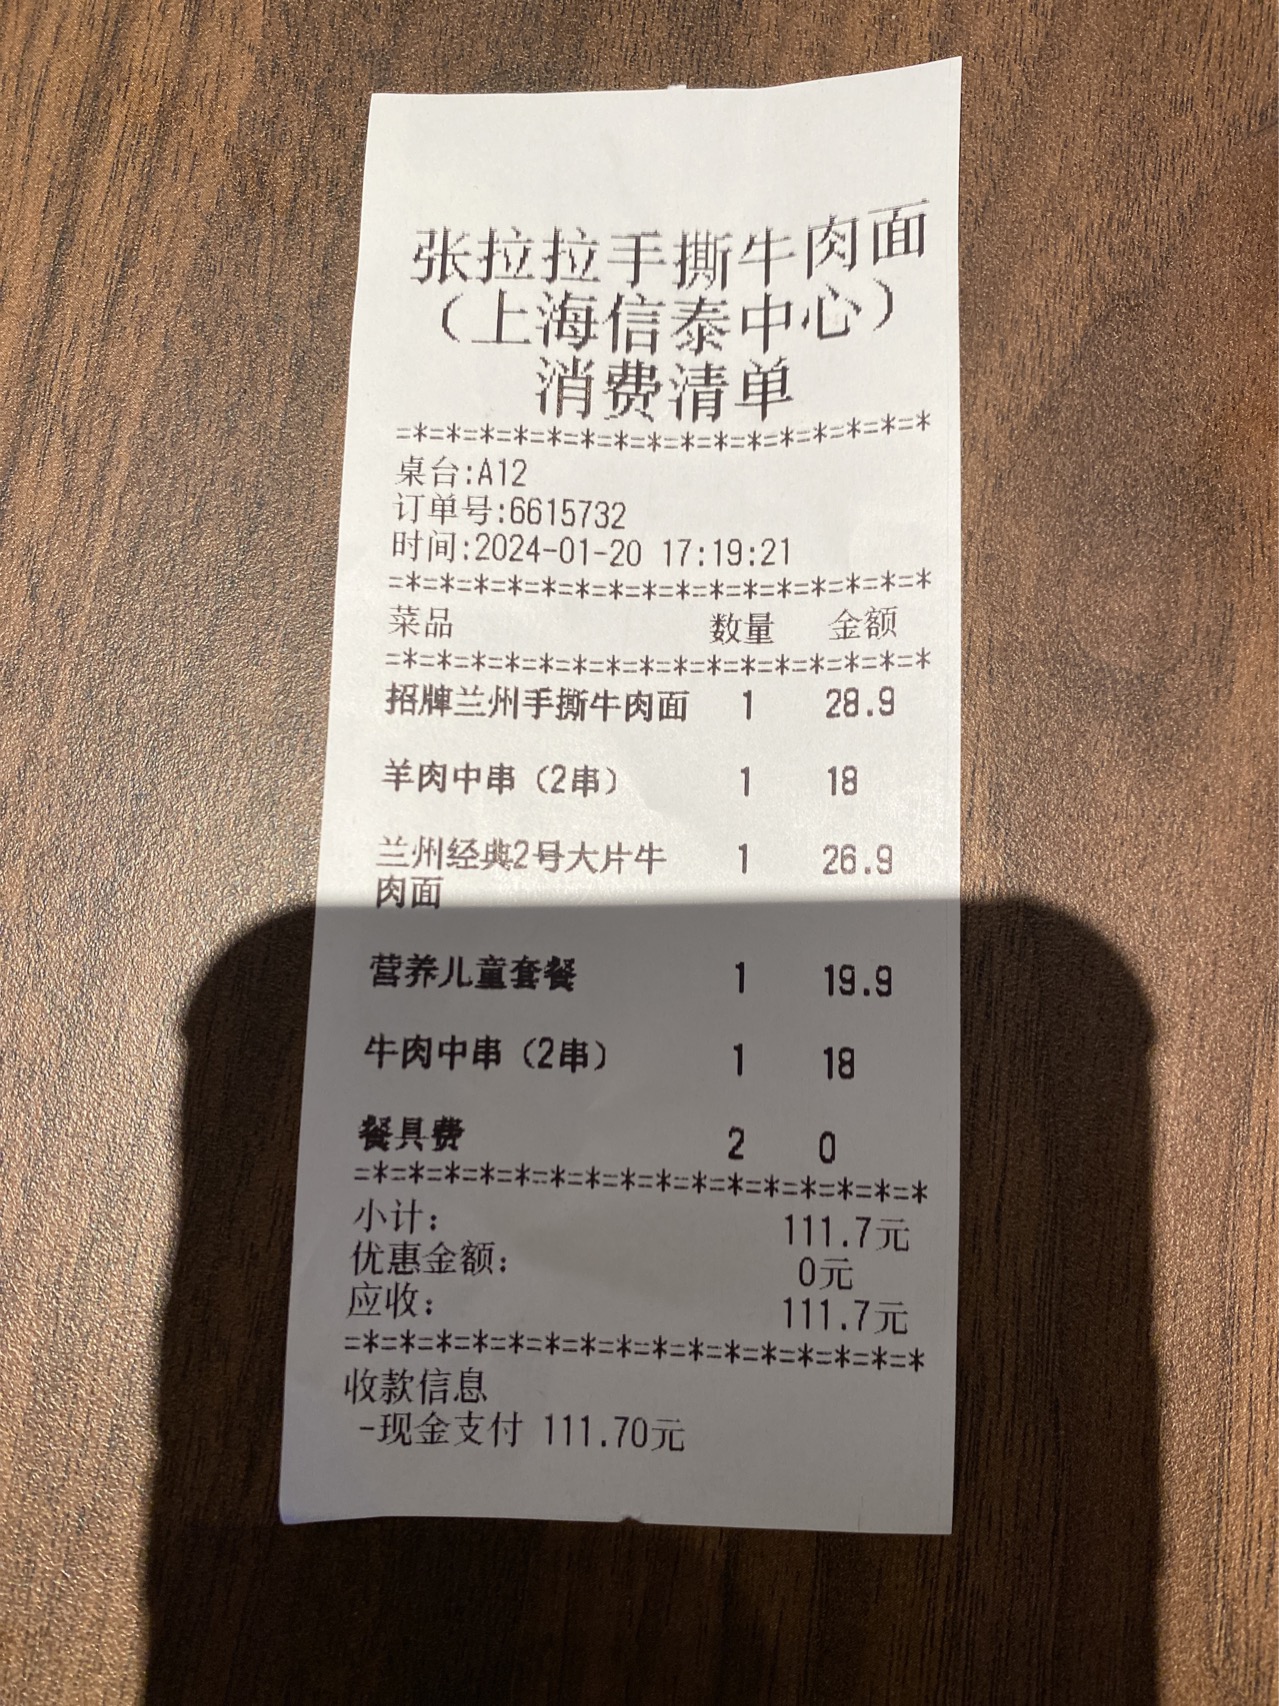 张拉拉手撕牛肉面
（上海信泰中心）
消费清单
=*=*=*=*=*=*=*=*=*=*=*=*=*=*=*=*
桌台:A12
订单号:6615732
时间:2024-01-20 17:19:21
=*=*=*=*=*=*=*=*=*=*=*=*=*=*=*=*
菜品 数量 金额
=*=*=*=*=*=*=*=*=*=*=*=*=*=*=*=*
招牌兰州手撕牛肉面 1 28.9
羊肉中串（2串） 1 18
兰州经典2号大片牛 1 26.9
肉面
营养儿童套餐 1 19.9
牛肉中串（2串） 1 18
餐具费 2 0
=*=*=*=*=*=*=*=*=*=*=*=*=*=*=*=*
小计: 111.7元
优惠金额: 0元
应收: 111.7元
=*=*=*=*=*=*=*=*=*=*=*=*=*=*=*=*
收款信息
-现金支付 111.70元